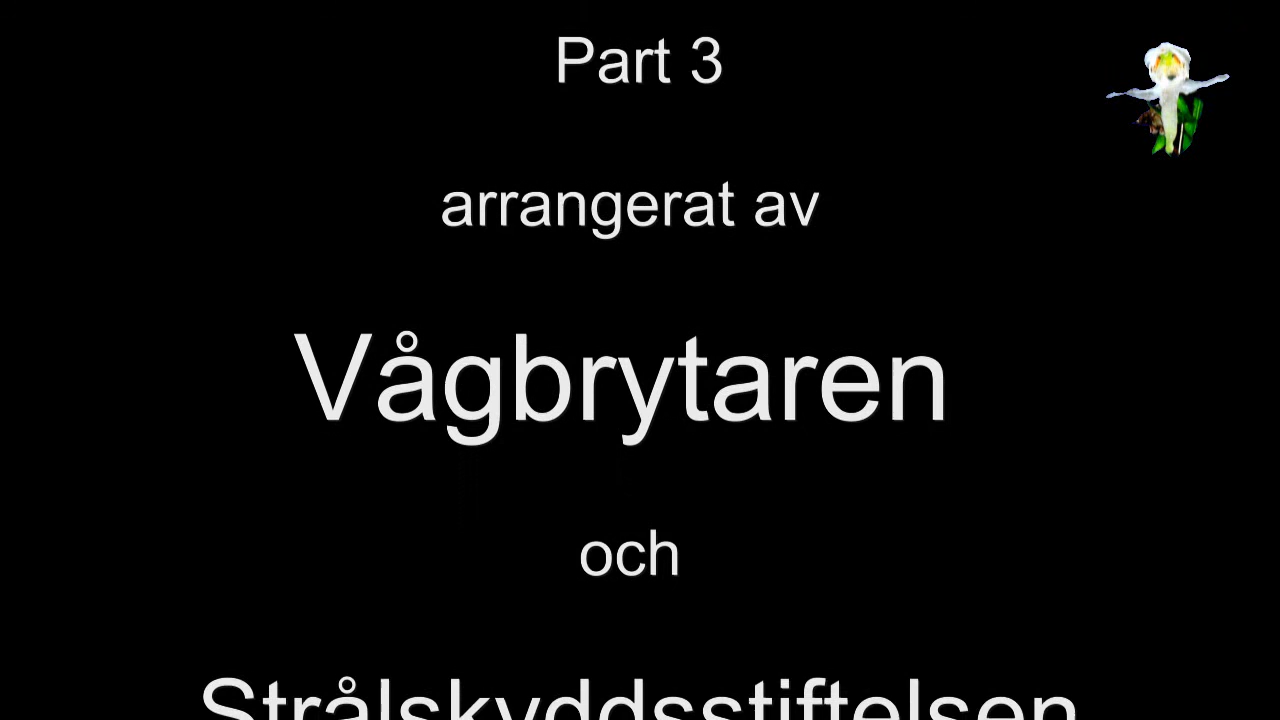 Part 3
arrangerat av
Vågbrytaren
och
Strålskyddsstiftelsen